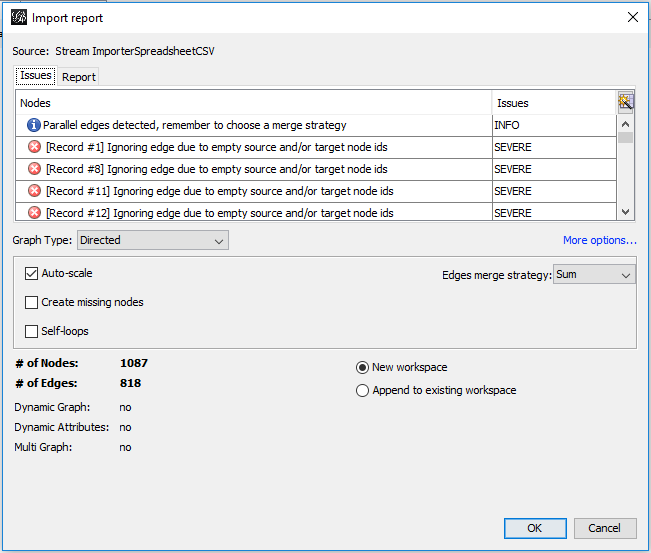 Import report
Source: Stream ImporterSpreadsheetCSV
Issues Report
Nodes Issues
Parallel edges detected, remember to choose a merge strategy INFO
[Record #1] Ignoring edge due to empty source and/or target node ids SEVERE
[Record #8] Ignoring edge due to empty source and/or target node ids SEVERE
[Record #11] Ignoring edge due to empty source and/or target node ids SEVERE
[Record #12] Ignoring edge due to empty source and/or target node ids SEVERE
Graph Type: Directed More options...
Auto-scale Edges merge strategy: Sum
Create missing nodes
Self-loops
# of Nodes: 1087 New workspace
# of Edges: 818 Append to existing workspace
Dynamic Graph: no
Dynamic Attributes: no
Multi Graph: no
OK Cancel